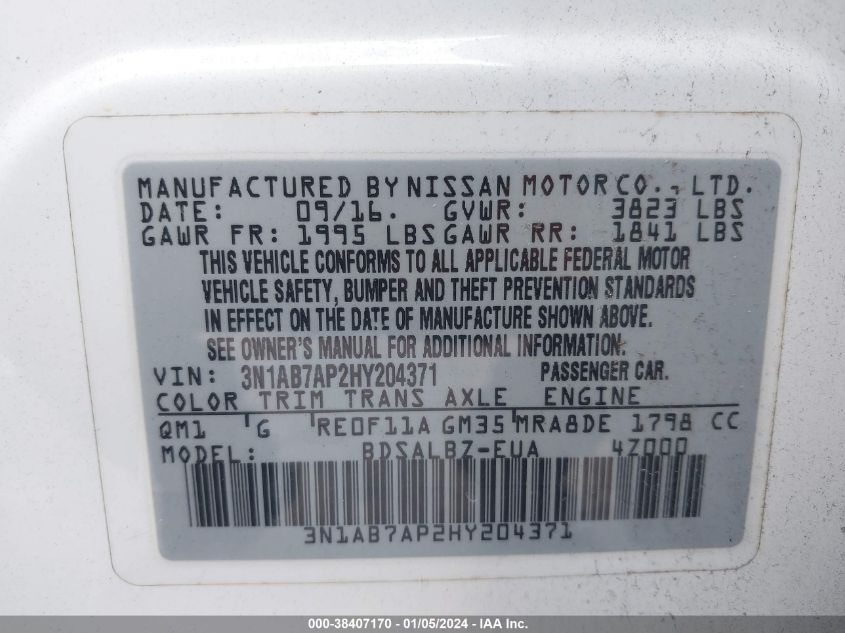 MANUFACTURED BY NISSAN MOTOR CO., LTD.
DATE: 09/16. GVWR: 3823 LBS
GAWR FR: 1995 LBS GAWR RR: 1841 LBS
THIS VEHICLE CONFORMS TO ALL APPLICABLE FEDERAL MOTOR
VEHICLE SAFETY, BUMPER AND THEFT PREVENTION STANDARDS
IN EFFECT ON THE DATE OF MANUFACTURE SHOWN ABOVE.
SEE OWNER'S MANUAL FOR ADDITIONAL INFORMATION.
VIN: 3N1AB7AP2HY204371 PASSENGER CAR.
COLOR TRIM TRANS AXLE ENGINE
QM1 G RE0F11A GM35 MRA8DE 1798 CC
MODEL: BDSALBZ-EUA 4Z000
3N1AB7AP2HY204371
000-38407170 - 01/05/2024 - IAA Inc.